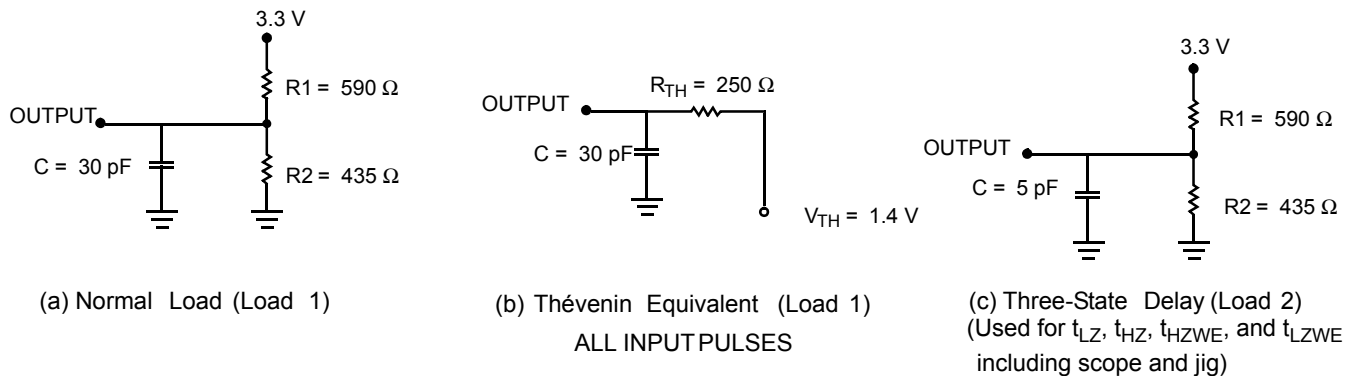 3.3 V
R1 = 590 Ω
OUTPUT
C = 30 pF
R2 = 435 Ω
(a) Normal Load (Load 1)
R_TH = 250 Ω
OUTPUT
C = 30 pF
V_TH = 1.4 V
(b) Thévenin Equivalent (Load 1)
ALL INPUT PULSES
3.3 V
R1 = 590 Ω
OUTPUT
C = 5 pF
R2 = 435 Ω
(c) Three-State Delay (Load 2)
(Used for t_LZ, t_HZ, t_HZWE, and t_LZWE
including scope and jig)